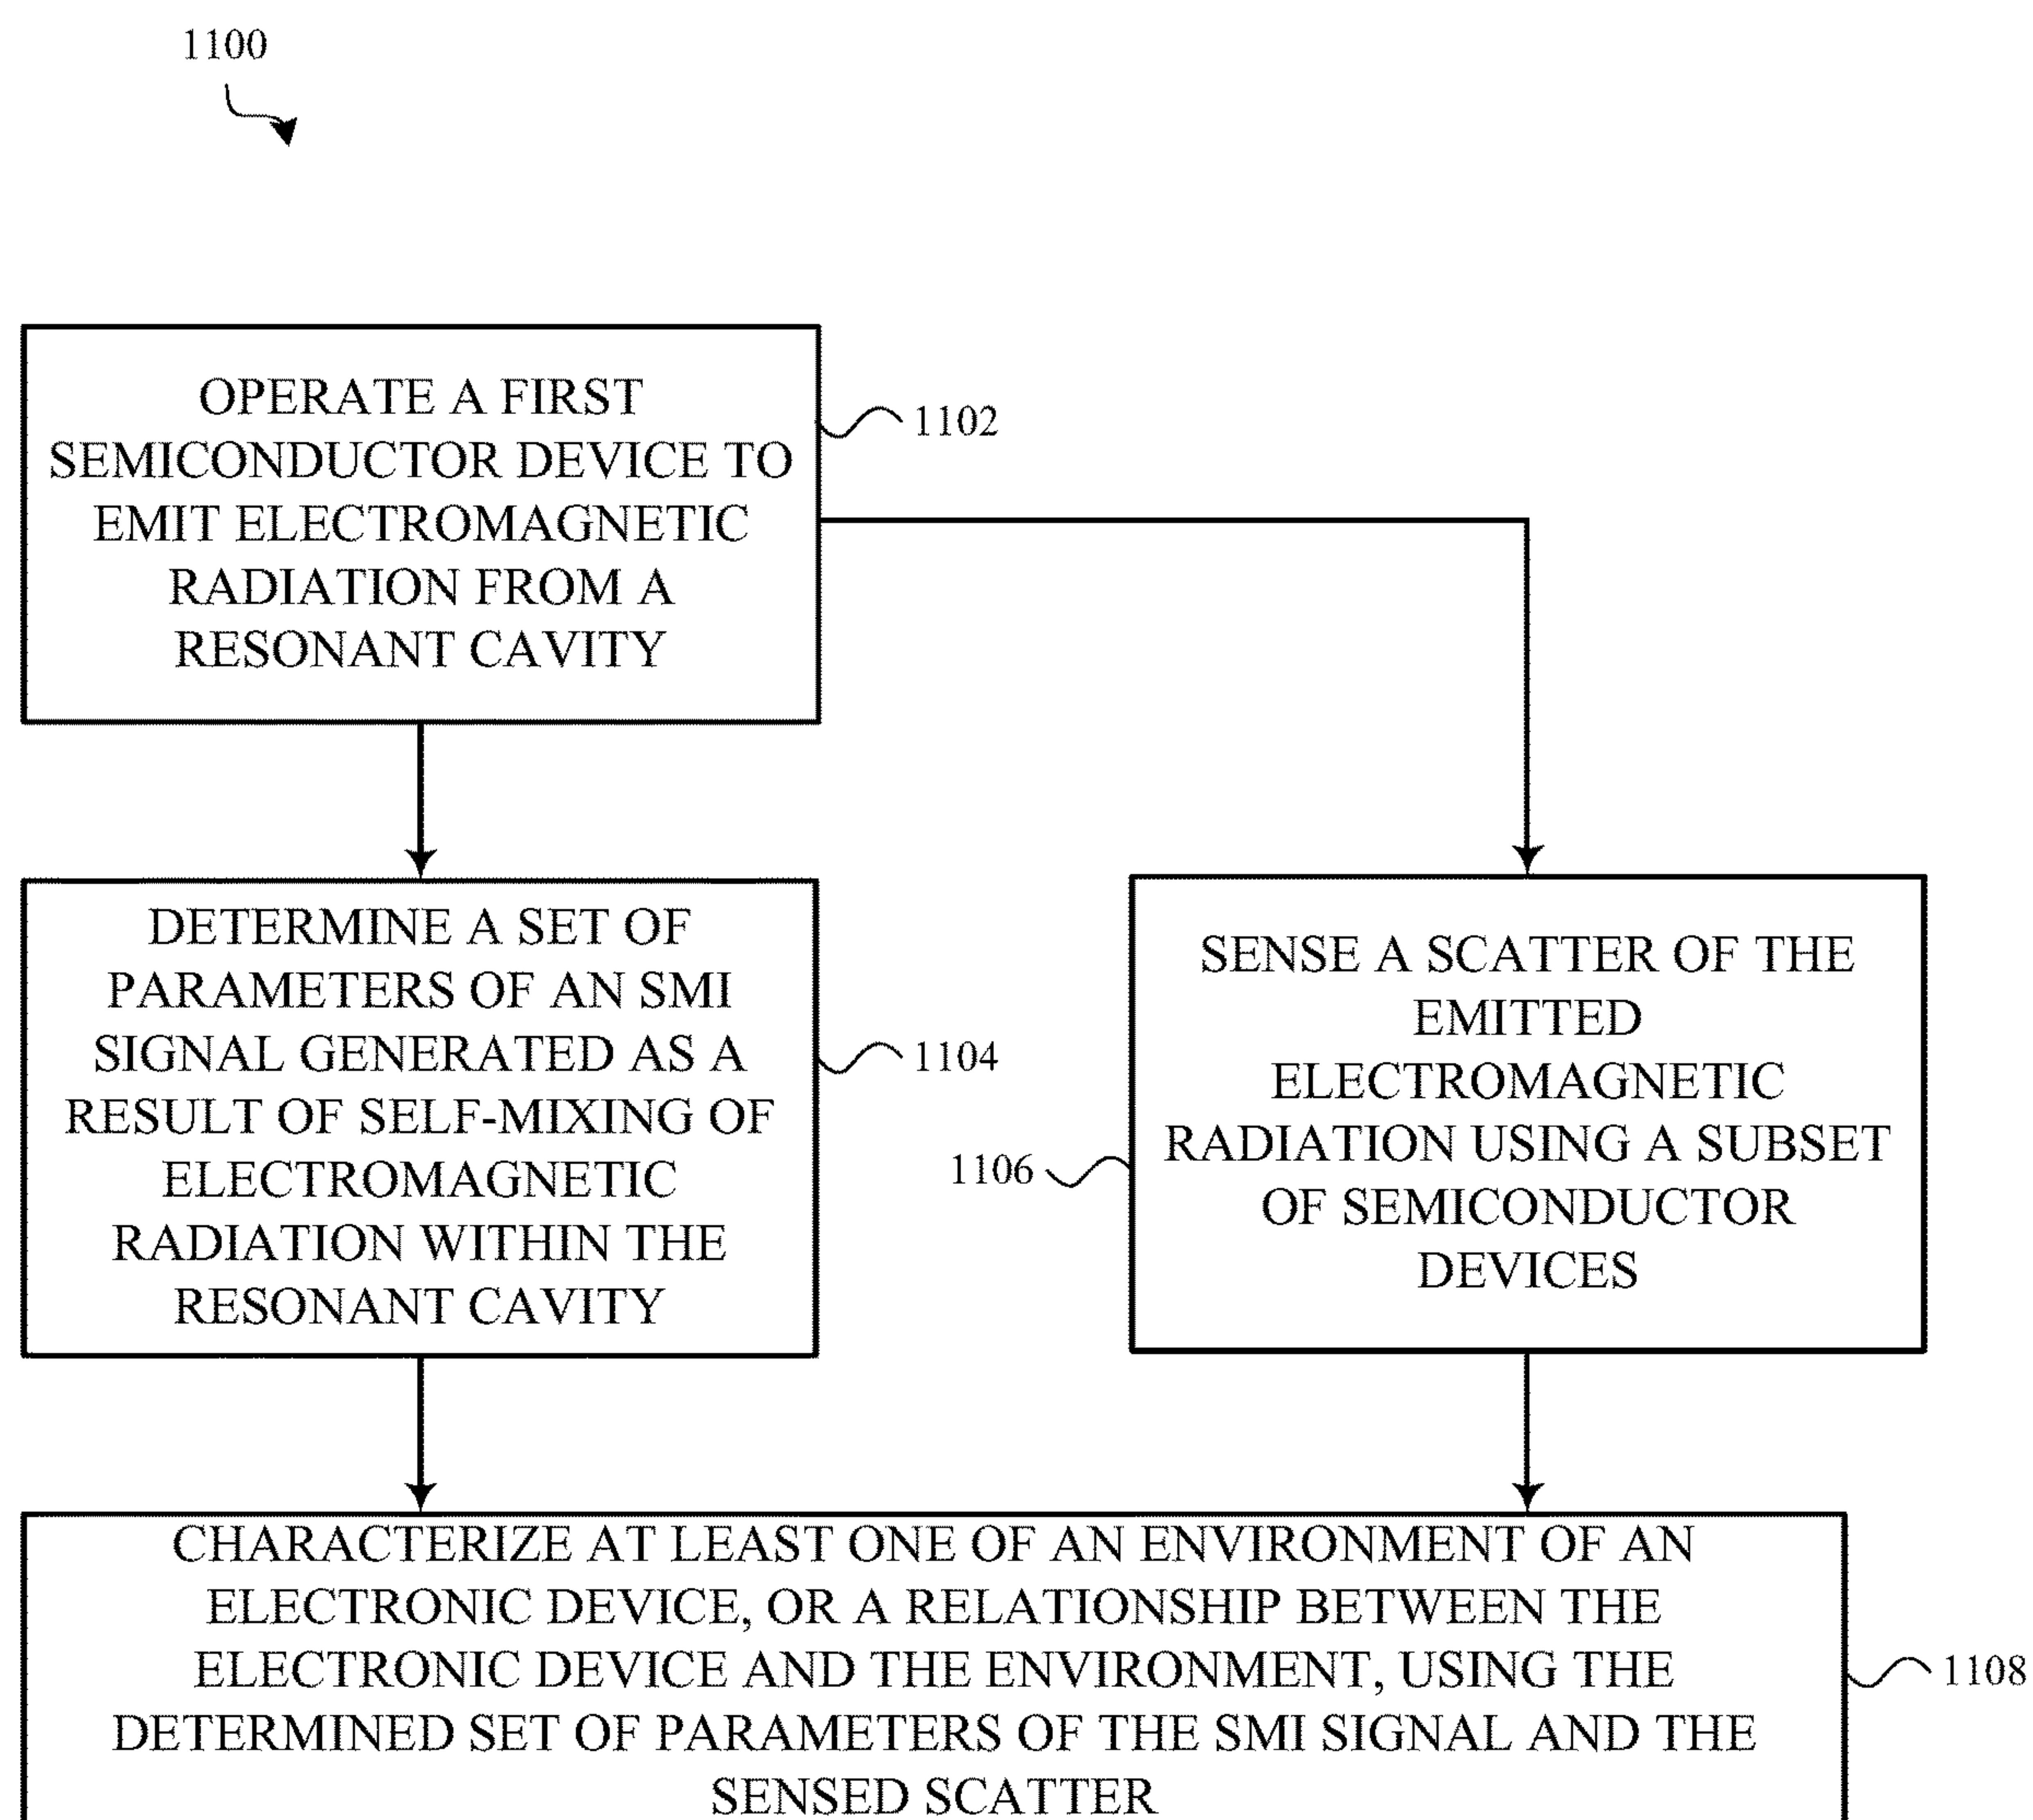 1100
OPERATE A FIRST
SEMICONDUCTOR DEVICE TO
EMIT ELECTROMAGNETIC
RADIATION FROM A
RESONANT CAVITY
1102
DETERMINE A SET OF
PARAMETERS OF AN SMI
SIGNAL GENERATED AS A
RESULT OF SELF-MIXING OF
ELECTROMAGNETIC
RADIATION WITHIN THE
RESONANT CAVITY
1104
SENSE A SCATTER OF THE
EMITTED
ELECTROMAGNETIC
RADIATION USING A SUBSET
OF SEMICONDUCTOR
DEVICES
1106
CHARACTERIZE AT LEAST ONE OF AN ENVIRONMENT OF AN
ELECTRONIC DEVICE, OR A RELATIONSHIP BETWEEN THE
ELECTRONIC DEVICE AND THE ENVIRONMENT, USING THE
DETERMINED SET OF PARAMETERS OF THE SMI SIGNAL AND THE
SENSED SCATTER
1108